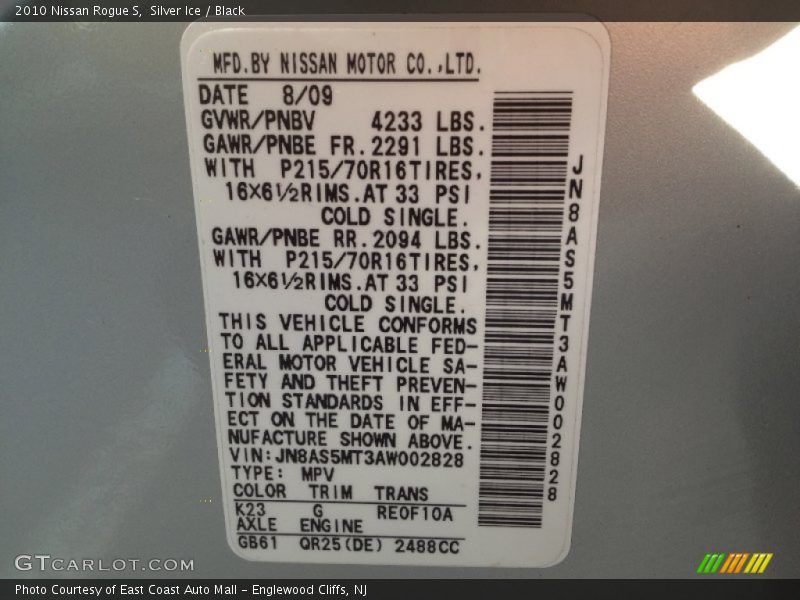 2010 Nissan Rogue S,  Silver Ice / Black
MFD.BY NISSAN MOTOR CO.,LTD.
DATE 8/09
GVWR/PNBV 4233 LBS.
GAWR/PNBE FR.2291 LBS.
WITH P215/70R16TIRES,
16X6½RIMS.AT 33 PSI
COLD SINGLE.
GAWR/PNBE RR.2094 LBS.
WITH P215/70R16TIRES,
16X6½RIMS.AT 33 PSI
COLD SINGLE.
THIS VEHICLE CONFORMS
TO ALL APPLICABLE FED-
ERAL MOTOR VEHICLE SA-
FETY AND THEFT PREVEN-
TION STANDARDS IN EFF-
ECT ON THE DATE OF MA-
NUFACTURE SHOWN ABOVE.
VIN:JN8AS5MT3AW002828
TYPE: MPV
COLOR TRIM TRANS
K23 G RE0F10A
AXLE ENGINE
GB61 QR25(DE) 2488CC
JN8AS5MT3AW002828
GTCARLOT.COM
Photo Courtesy of East Coast Auto Mall - Englewood Cliffs, NJ